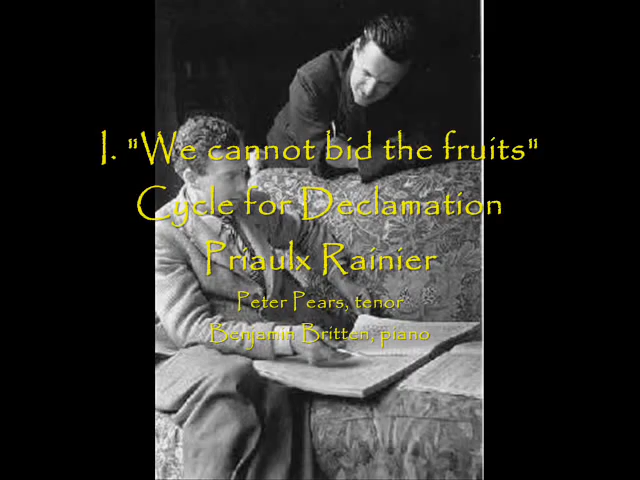 I. "We cannot bid the fruits"
Cycle for Declamation
Priaulx Rainier
Peter Pears, tenor
Benjamin Britten, piano